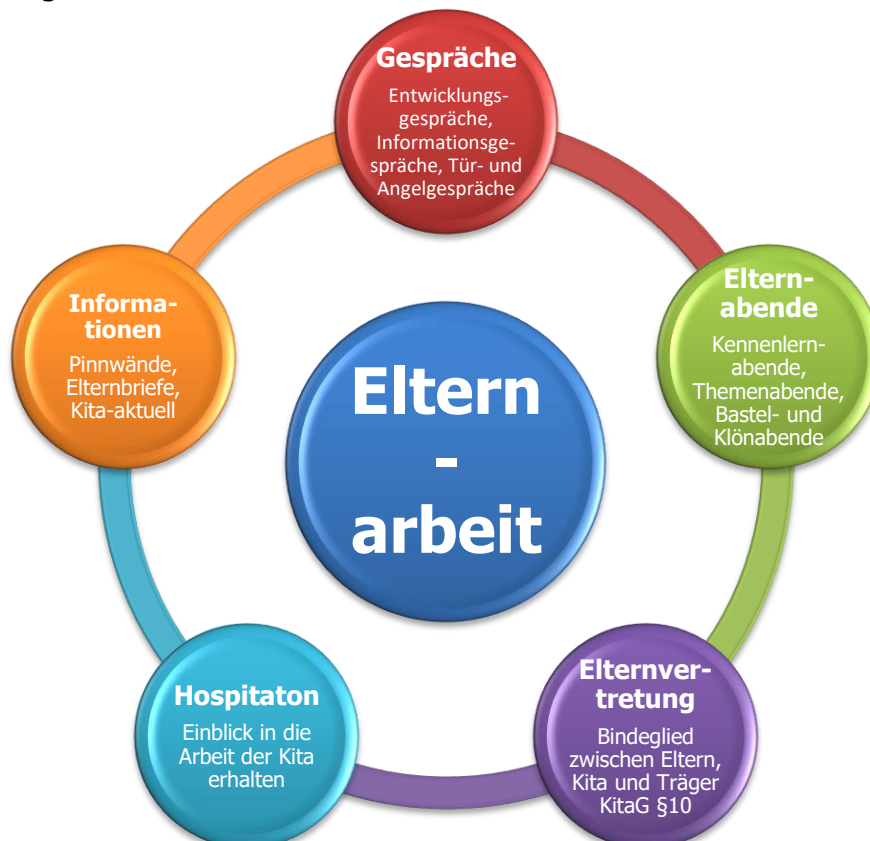 Gespräche
Entwicklungs-
gespräche,
Informationsge-
spräche, Tür- und
Angelgespräche
Eltern-
abende
Kennenlern-
abende,
Themenabende,
Bastel- und
Klönabende
Elternver-
tretung
Bindeglied
zwischen Eltern,
Kita und Träger
KitaG §10
Hospitaton
Einblick in die
Arbeit der Kita
erhalten
Informa-
tionen
Pinnwände,
Elternbriefe,
Kita-aktuell
Eltern
-
arbeit